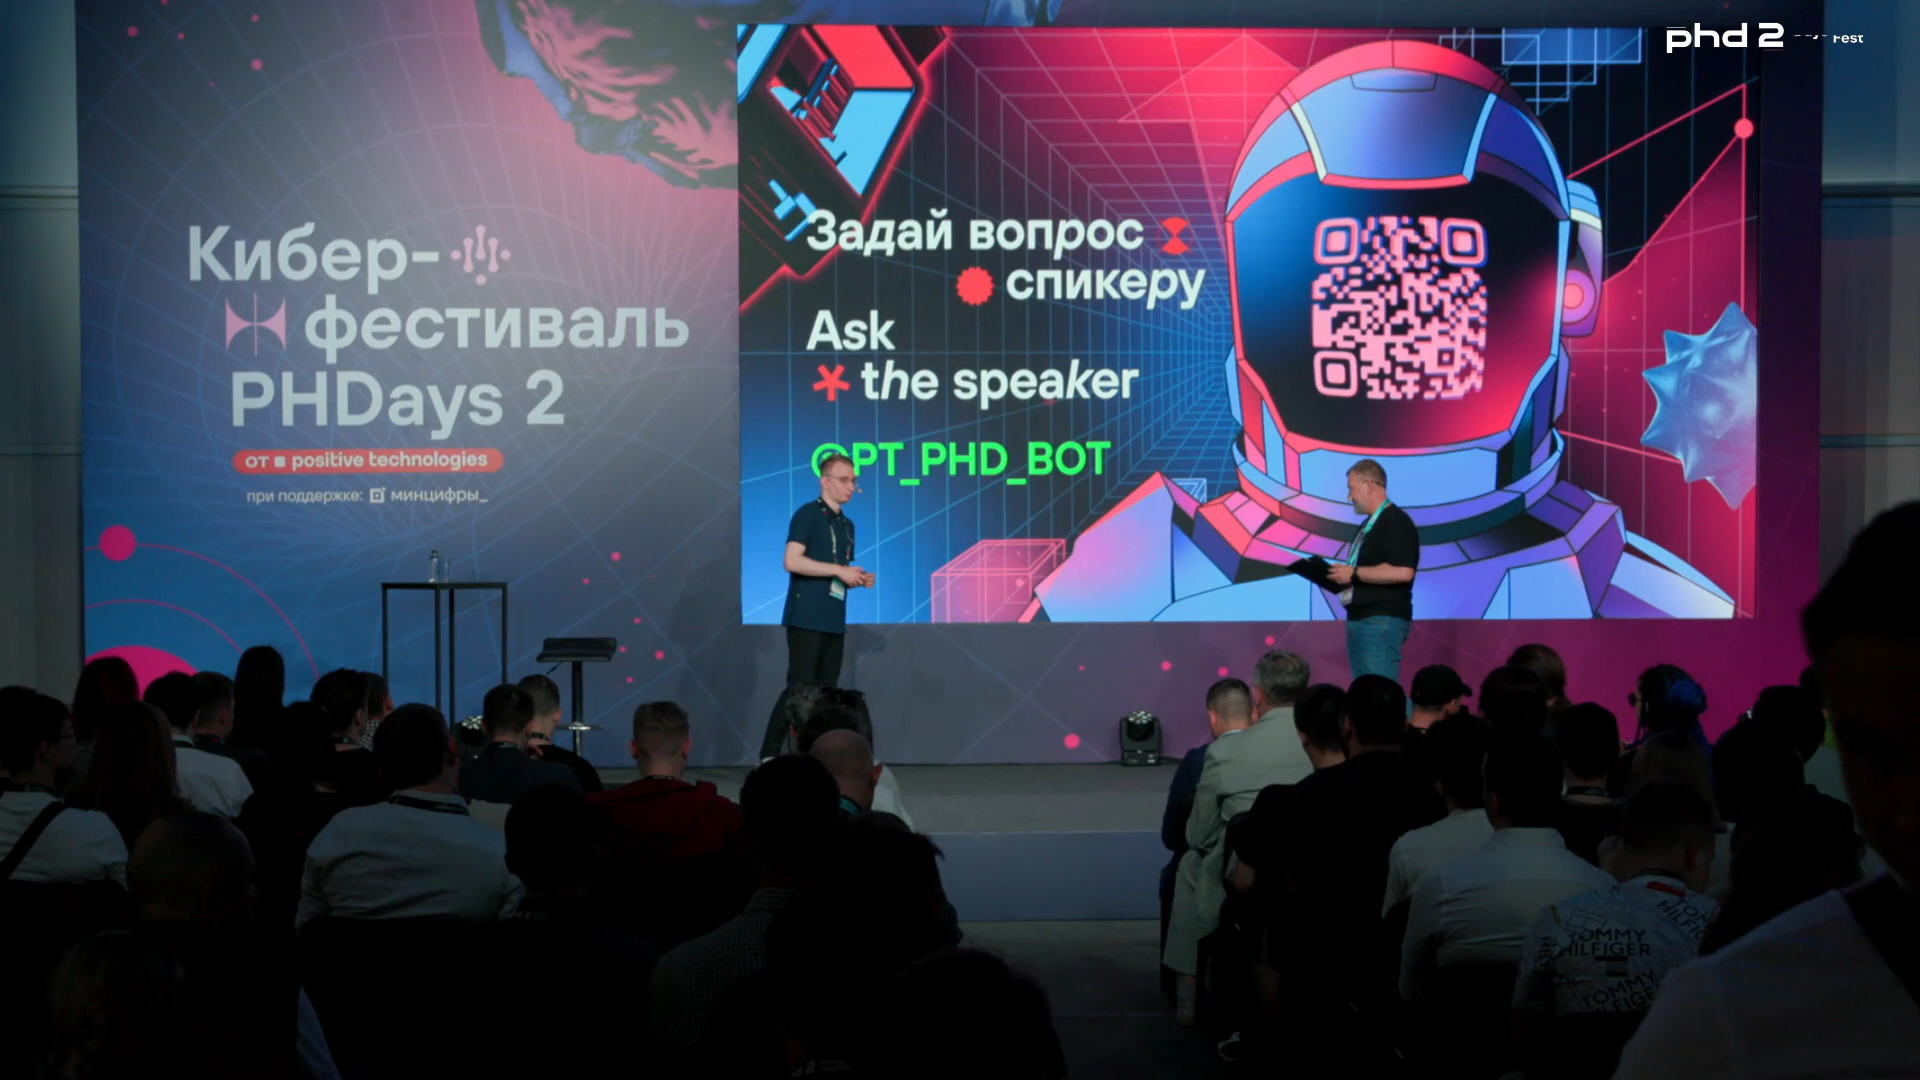 phd 2 fest
Кибер-
фестиваль
PHDays 2
от positive technologies
при поддержке: минцифры_
Задай вопрос
спикеру
Ask
the speaker
@PT_PHD_BOT
TOMMY
HILFIGER
TOMMY